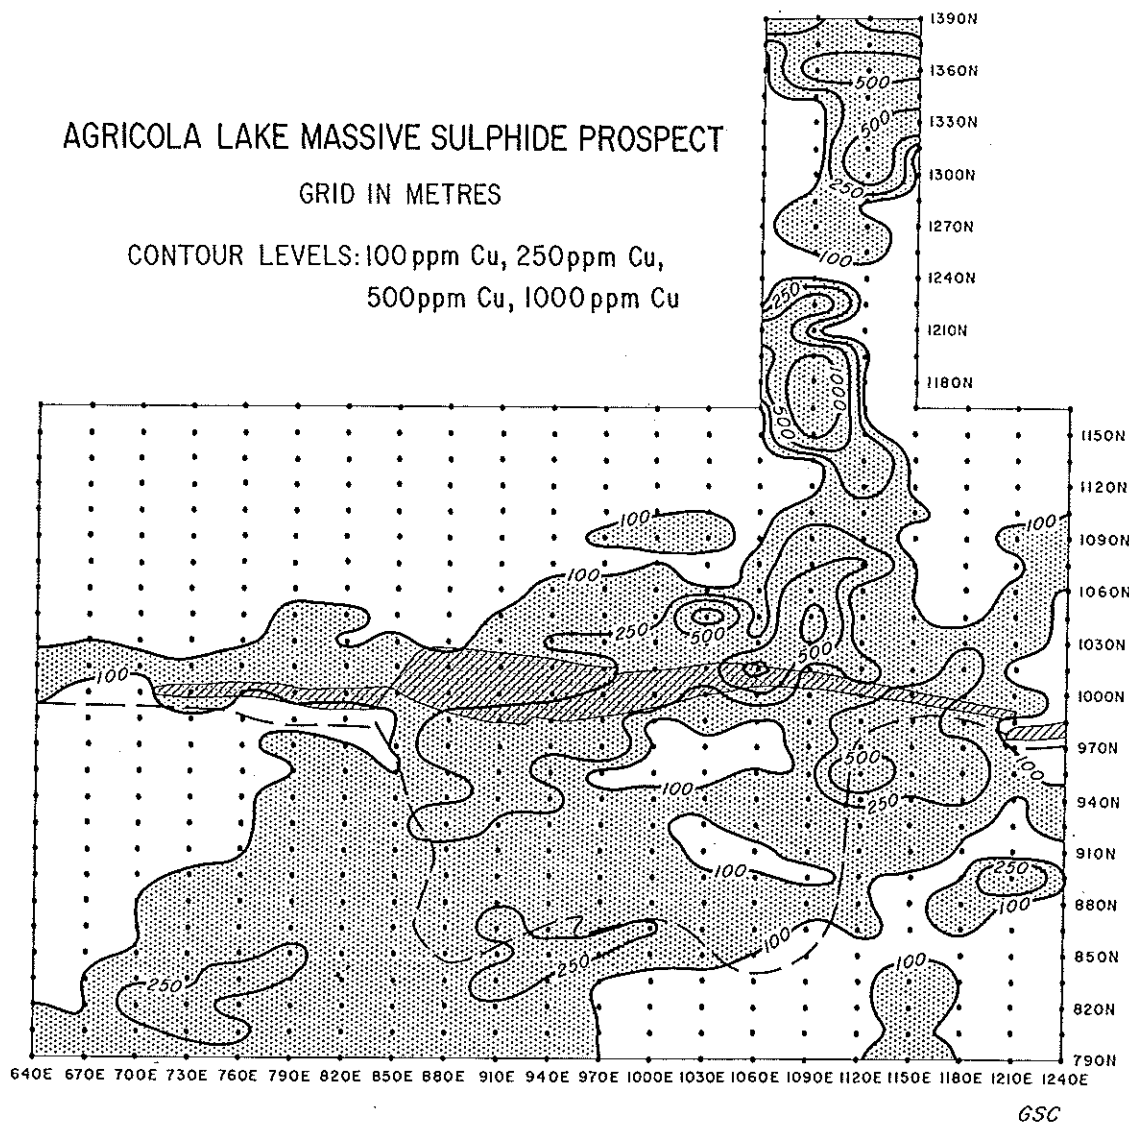 1390N
1360N
500
AGRICOLA LAKE MASSIVE SULPHIDE PROSPECT
1330N
500
GRID IN METRES
1300N
250
1270N
CONTOUR LEVELS: 100 ppm Cu, 250 ppm Cu,
100
500 ppm Cu, 1000 ppm Cu
1240N
250
1210N
1180N
1000
500
1150N
1120N
100
100
1090N
100
1060N
250
500
500
1030N
100
1000N
970N
500
100
100
250
940N
910N
100
250
100
880N
?
100
250
100
850N
250
820N
790N
640E 670E 700E 730E 760E 790E 820E 850E 880E 910E 940E 970E 1000E 1030E 1060E 1090E 1120E 1150E 1180E 1210E 1240E
GSC